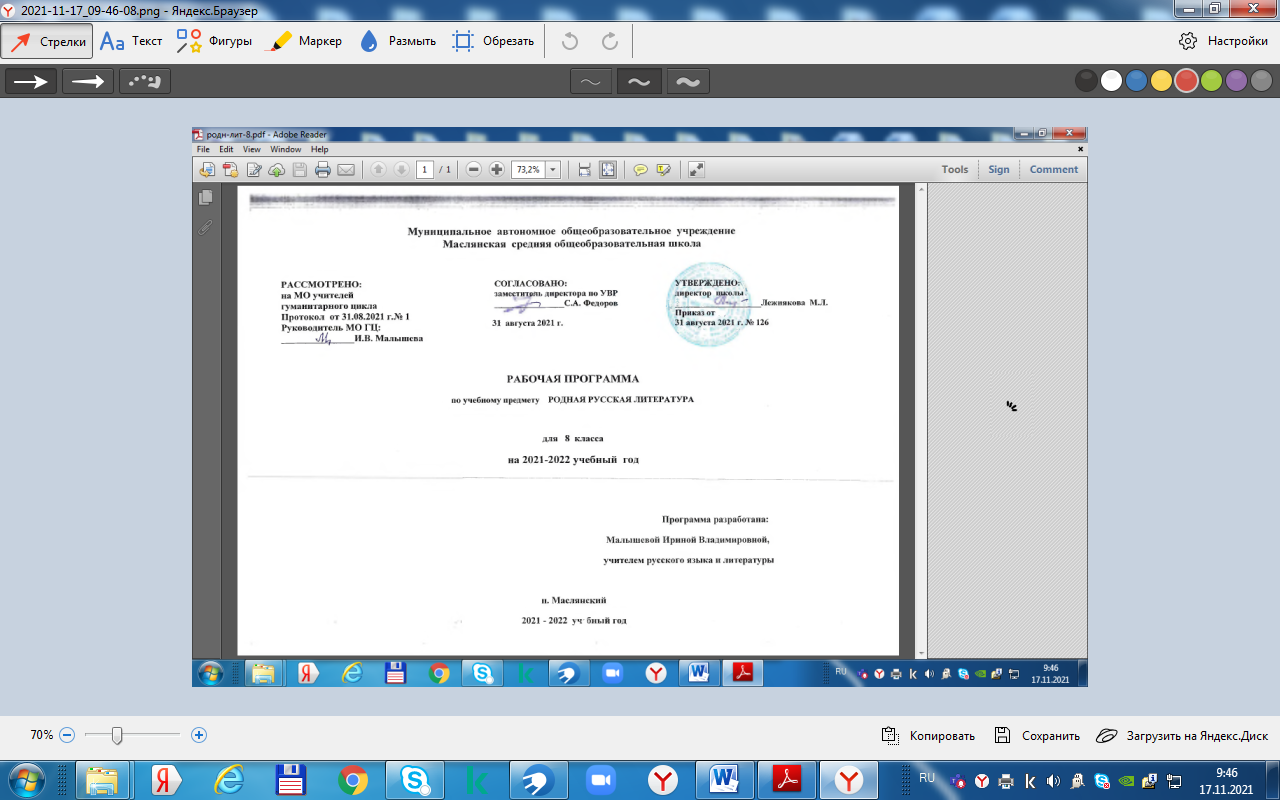 2021-11-17_09-46-08.png - Яндекс.Браузер
Стрелки Текст Фигуры Маркер Размыть Обрезать Настройки
родн-лит-8.pdf - Adobe Reader
File Edit View Window Help
1 / 1 73,2% Tools Sign Comment
Муниципальное автономное общеобразовательное учреждение
Маслянская средняя общеобразовательная школа
РАССМОТРЕНО:
на МО учителей
гуманитарного цикла
Протокол от 31.08.2021 г.№ 1
Руководитель МО ГЦ:
И.В. Малышева
СОГЛАСОВАНО:
заместитель директора по УВР
С.А. Федоров
31 августа 2021 г.
УТВЕРЖДЕНО:
директор школы
Лежнякова М.Л.
Приказ от
31 августа 2021 г. № 126
РАБОЧАЯ ПРОГРАММА
по учебному предмету РОДНАЯ РУССКАЯ ЛИТЕРАТУРА
для 8 класса
на 2021-2022 учебный год
Программа разработана:
Малышевой Ириной Владимировной,
учителем русского языка и литературы
п. Маслянский
2021 - 2022 уч бный год
RU 9:46
17.11.2021
70% Копировать Сохранить Загрузить на Яндекс.Диск
RU 9:46
17.11.2021